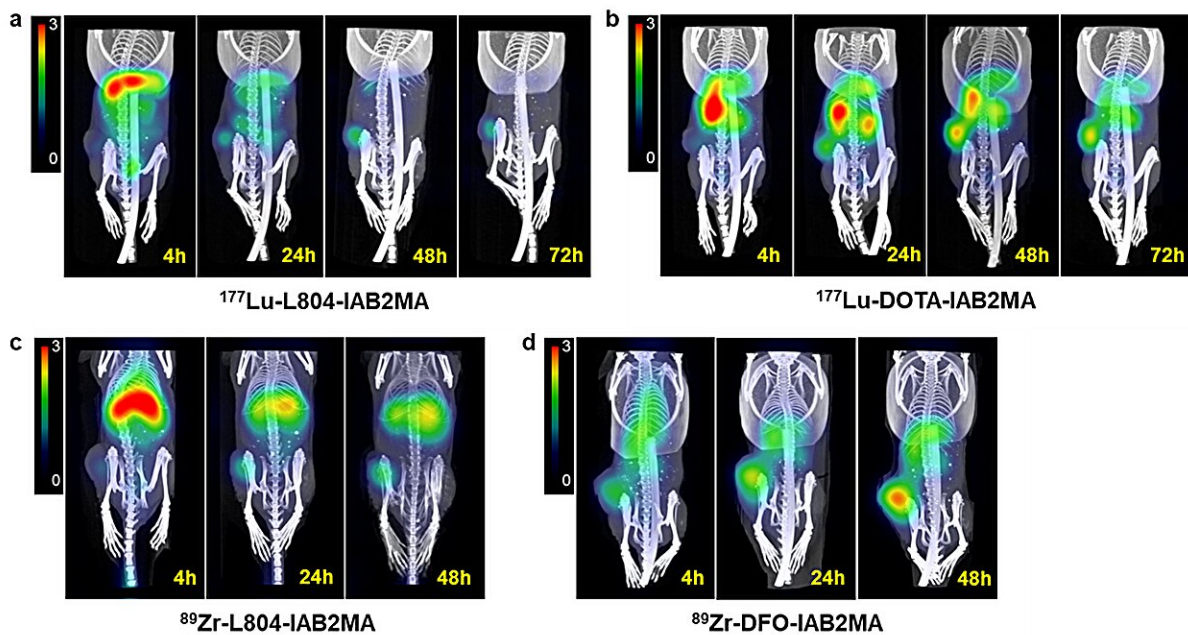 a
3
0
4h
24h
48h
72h
¹⁷⁷Lu-L804-IAB2MA
b
3
0
4h
24h
48h
72h
¹⁷⁷Lu-DOTA-IAB2MA
c
3
0
4h
24h
48h
⁸⁹Zr-L804-IAB2MA
d
3
0
4h
24h
48h
⁸⁹Zr-DFO-IAB2MA